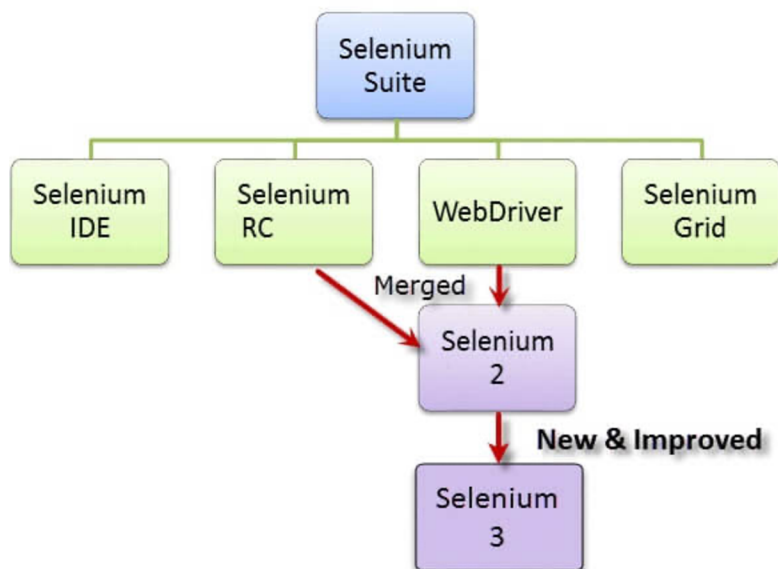 Selenium
Suite
Selenium
IDE
Selenium
RC
WebDriver
Selenium
Grid
Merged
Selenium
2
New & Improved
Selenium
3